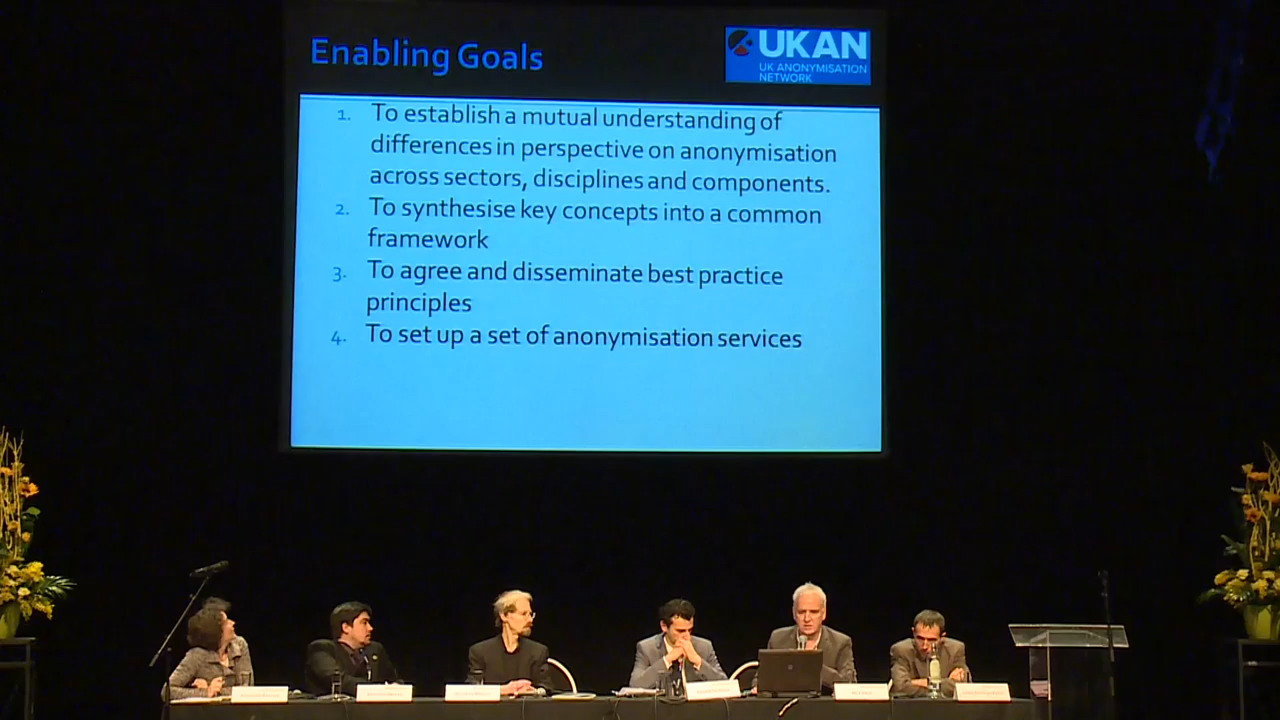 Enabling Goals
UKAN
UK ANONYMISATION
NETWORK
1. To establish a mutual understanding of
differences in perspective on anonymisation
across sectors, disciplines and components.
2. To synthesise key concepts into a common
framework
3. To agree and disseminate best practice
principles
4. To set up a set of anonymisation services